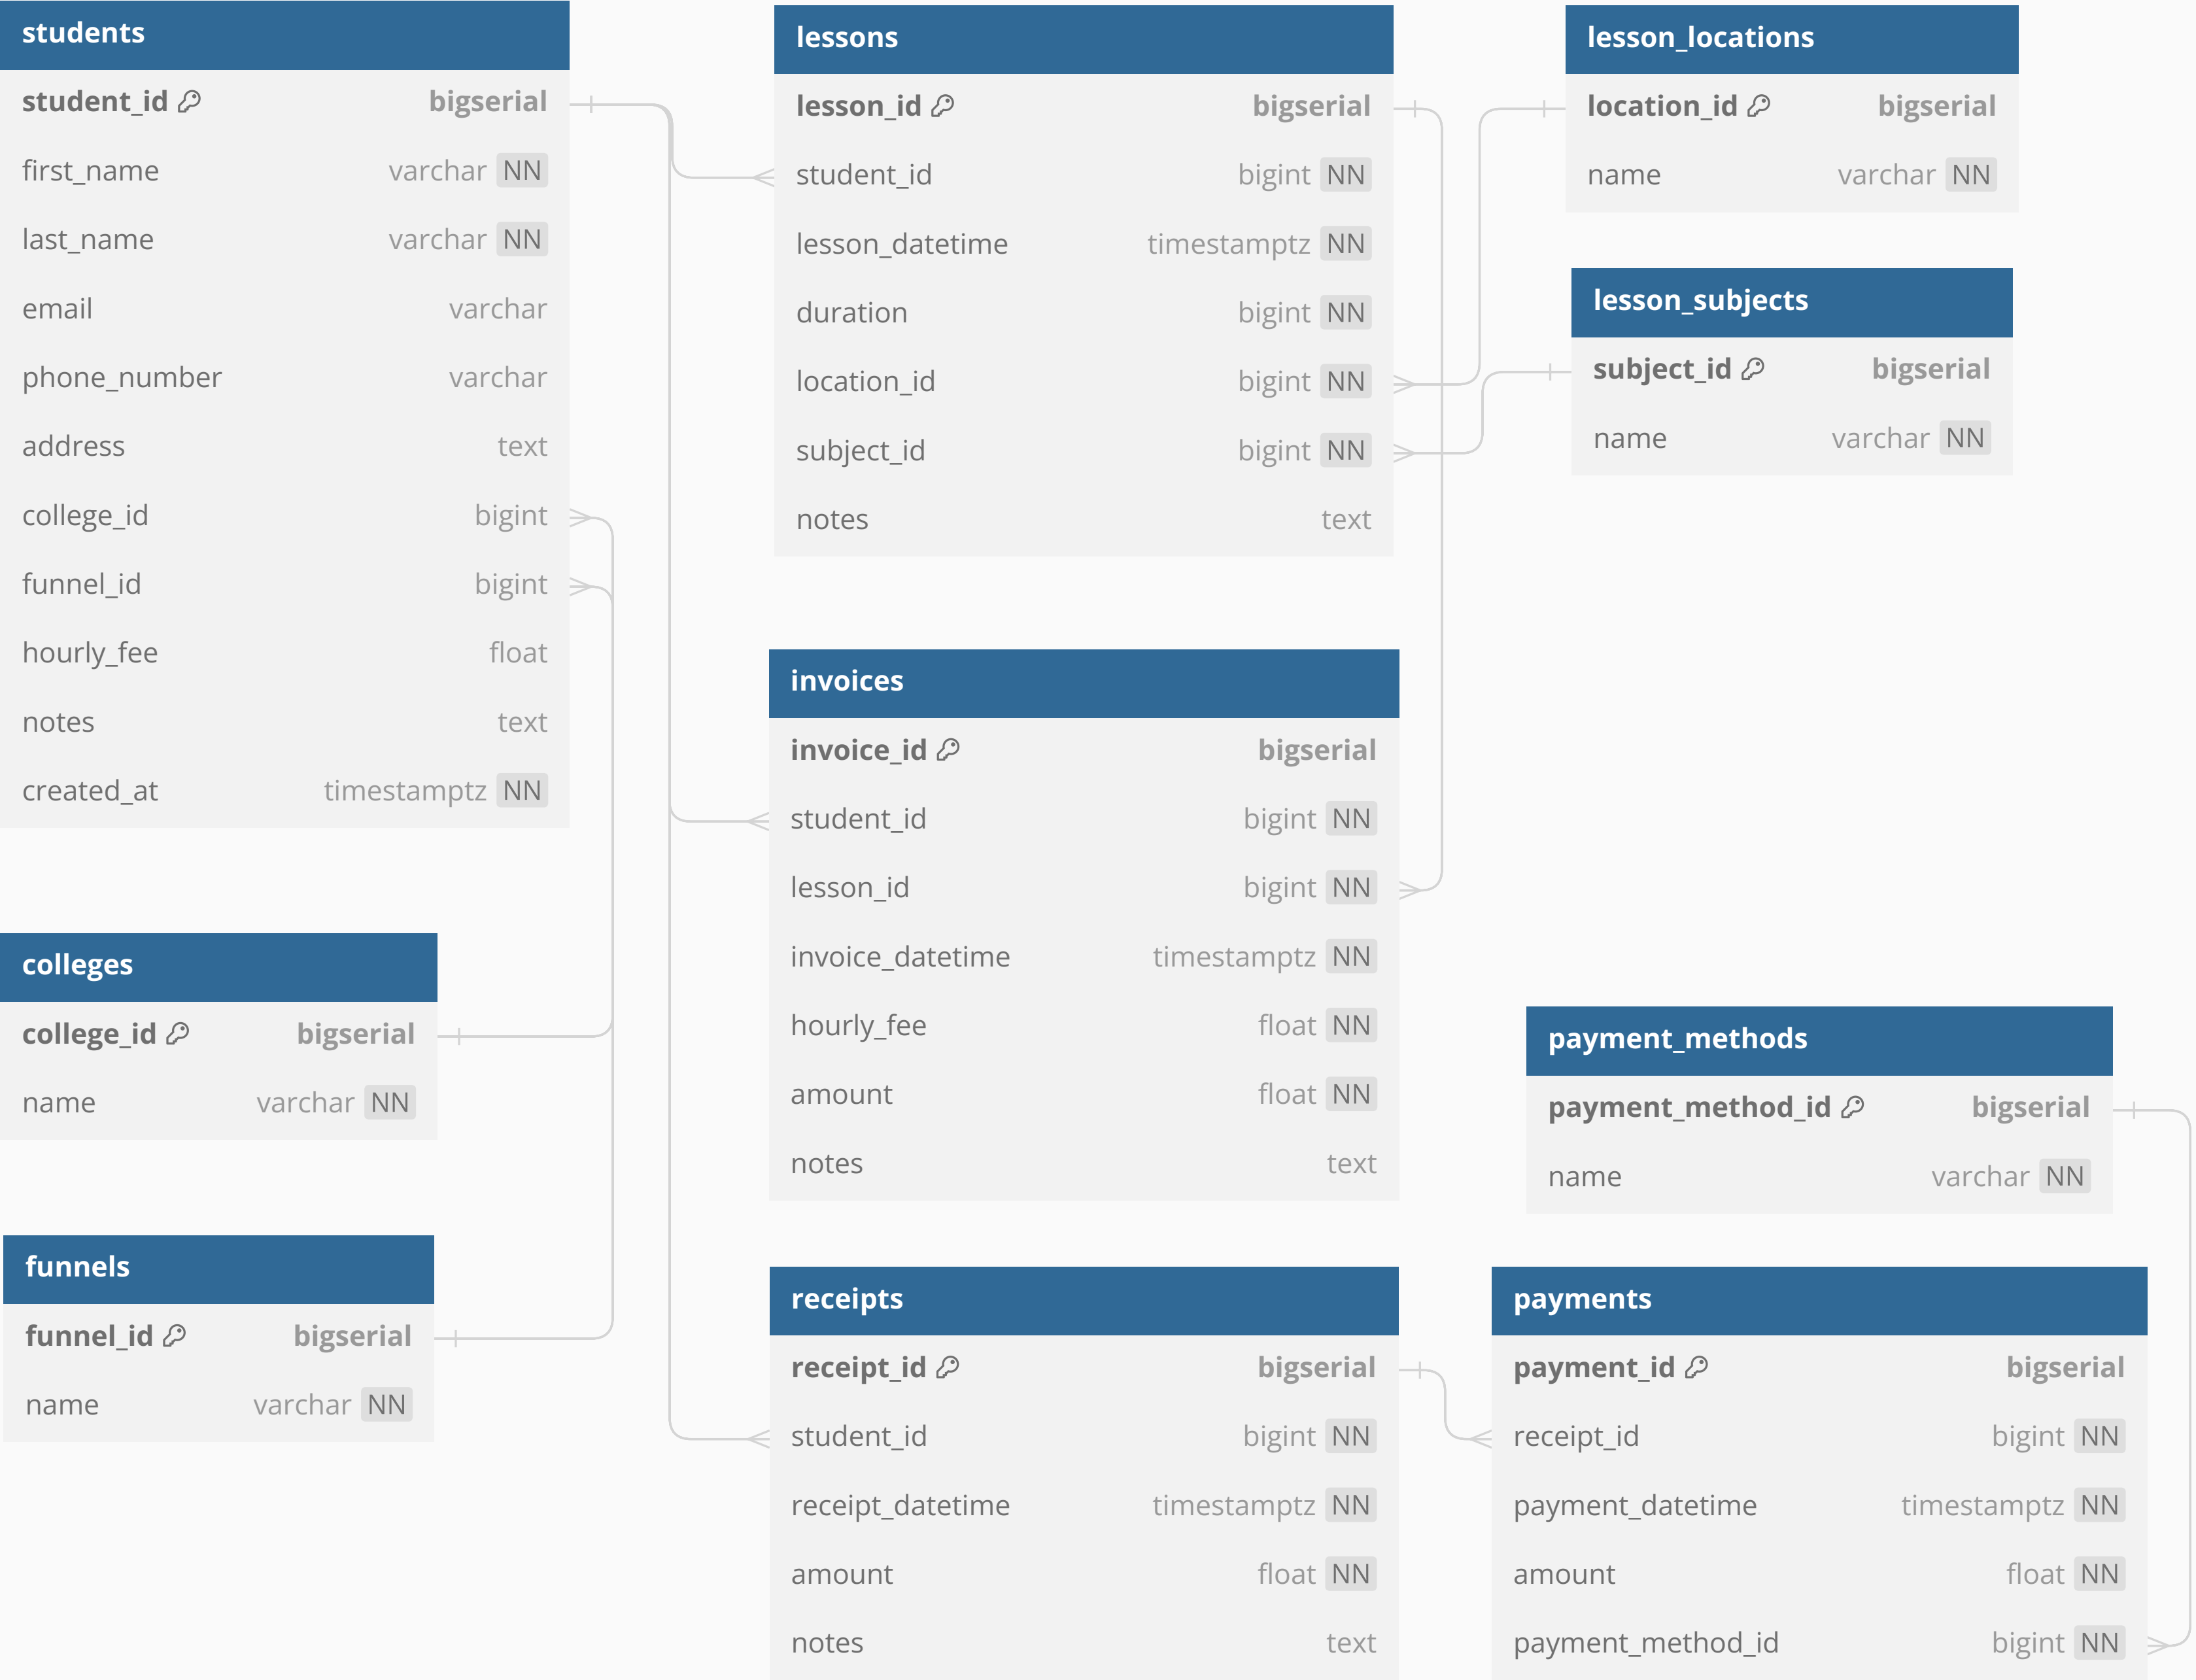 students
student_id bigserial
first_name varchar NN
last_name varchar NN
email varchar
phone_number varchar
address text
college_id bigint
funnel_id bigint
hourly_fee float
notes text
created_at timestamptz NN
colleges
college_id bigserial
name varchar NN
funnels
funnel_id bigserial
name varchar NN
lessons
lesson_id bigserial
student_id bigint NN
lesson_datetime timestamptz NN
duration bigint NN
location_id bigint NN
subject_id bigint NN
notes text
invoices
invoice_id bigserial
student_id bigint NN
lesson_id bigint NN
invoice_datetime timestamptz NN
hourly_fee float NN
amount float NN
notes text
receipts
receipt_id bigserial
student_id bigint NN
receipt_datetime timestamptz NN
amount float NN
notes text
lesson_locations
location_id bigserial
name varchar NN
lesson_subjects
subject_id bigserial
name varchar NN
payment_methods
payment_method_id bigserial
name varchar NN
payments
payment_id bigserial
receipt_id bigint NN
payment_datetime timestamptz NN
amount float NN
payment_method_id bigint NN